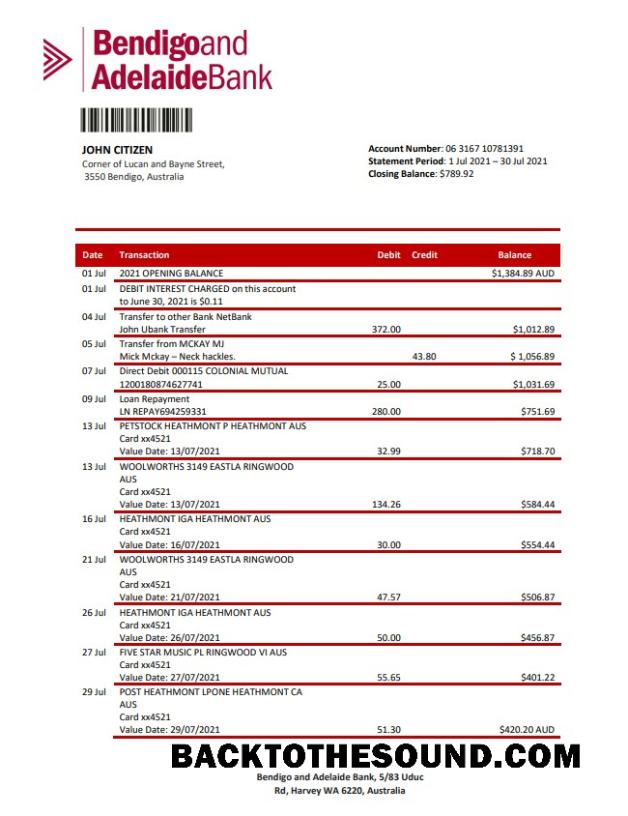 Bendigoand
AdelaideBank
JOHN CITIZEN
Corner of Lucan and Bayne Street,
3550 Bendigo, Australia
Account Number: 06 3167 10781391
Statement Period: 1 Jul 2021 – 30 Jul 2021
Closing Balance: $789.92
Date Transaction Debit Credit Balance
01 Jul 2021 OPENING BALANCE $1,384.89 AUD
01 Jul DEBIT INTEREST CHARGED on this account
to June 30, 2021 is $0.11
04 Jul Transfer to other Bank NetBank
John Ubank Transfer 372.00 $1,012.89
05 Jul Transfer from MCKAY MJ
Mick Mckay – Neck hackles. 43.80 $ 1,056.89
07 Jul Direct Debit 000115 COLONIAL MUTUAL
1200180874627741 25.00 $1,031.69
09 Jul Loan Repayment
LN REPAY694259331 280.00 $751.69
13 Jul PETSTOCK HEATHMONT P HEATHMONT AUS
Card xx4521
Value Date: 13/07/2021 32.99 $718.70
13 Jul WOOLWORTHS 3149 EASTLA RINGWOOD
AUS
Card xx4521
Value Date: 13/07/2021 134.26 $584.44
16 Jul HEATHMONT IGA HEATHMONT AUS
Card xx4521
Value Date: 16/07/2021 30.00 $554.44
21 Jul WOOLWORTHS 3149 EASTLA RINGWOOD
AUS
Card xx4521
Value Date: 21/07/2021 47.57 $506.87
26 Jul HEATHMONT IGA HEATHMONT AUS
Card xx4521
Value Date: 26/07/2021 50.00 $456.87
27 Jul FIVE STAR MUSIC PL RINGWOOD VI AUS
Card xx4521
Value Date: 27/07/2021 55.65 $401.22
29 Jul POST HEATHMONT LPONE HEATHMONT CA
AUS
Card xx4521
Value Date: 29/07/2021 51.30 $420.20 AUD
BACKTOTHESOUND.COM
Bendigo and Adelaide Bank, 5/83 Uduc
Rd, Harvey WA 6220, Australia